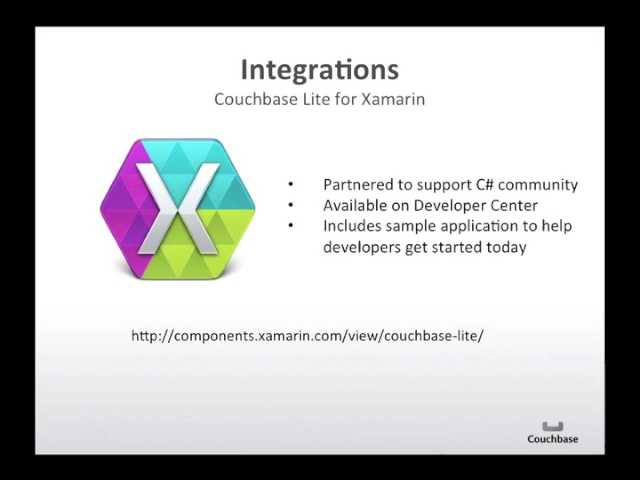 Integrations
Couchbase Lite for Xamarin
X
• Partnered to support C# community
• Available on Developer Center
• Includes sample application to help
developers get started today
http://components.xamarin.com/view/couchbase-lite/
Couchbase